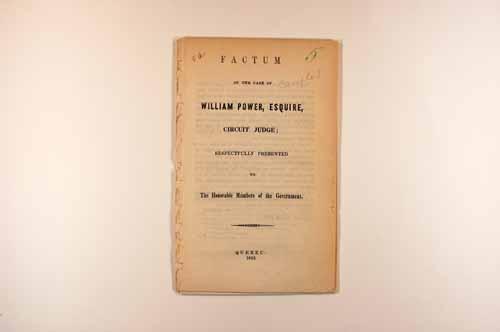 FACTUM
OF THE CASE OF
WILLIAM POWER, ESQUIRE,
CIRCUIT JUDGE;
RESPECTFULLY PRESENTED
TO
The Honorable Members of the Government.
QUEBEC: